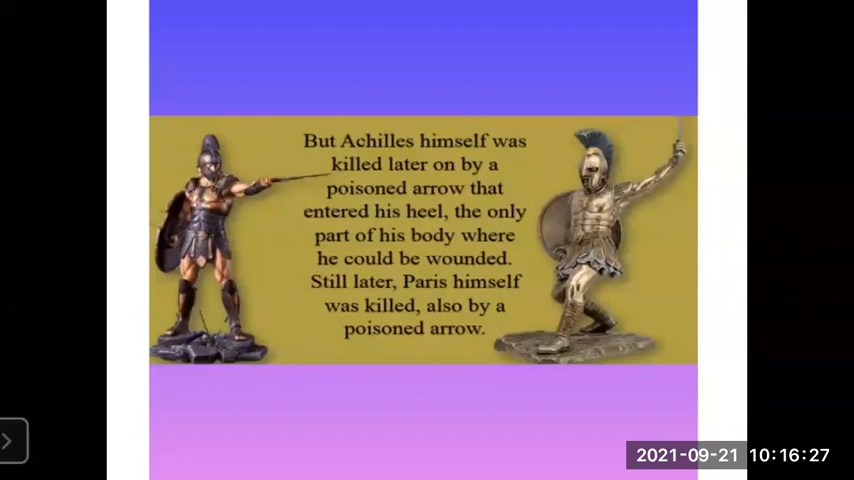 But Achilles himself was
killed later on by a
poisoned arrow that
entered his heel, the only
part of his body where
he could be wounded.
Still later, Paris himself
was killed, also by a
poisoned arrow.
2021-09-21 10:16:27